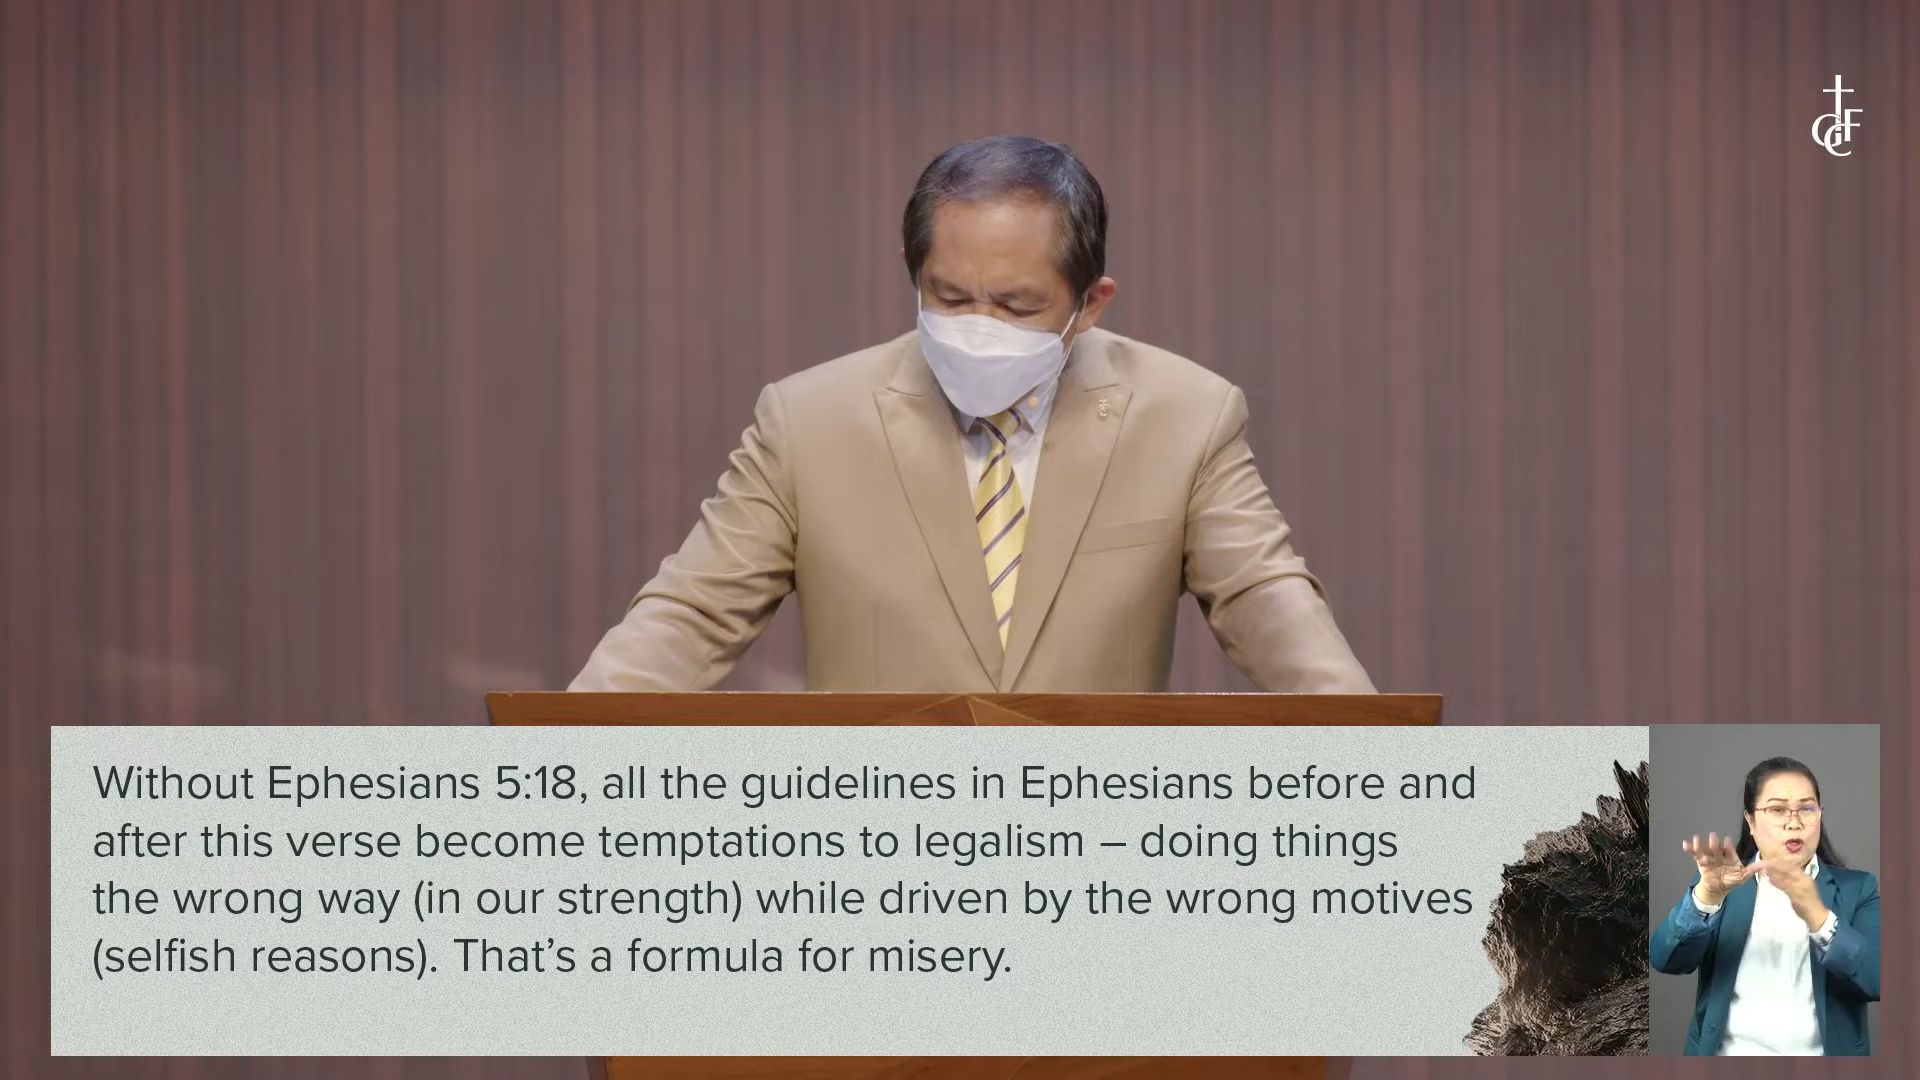 GCF
Without Ephesians 5:18, all the guidelines in Ephesians before and
after this verse become temptations to legalism – doing things
the wrong way (in our strength) while driven by the wrong motives
(selfish reasons). That’s a formula for misery.